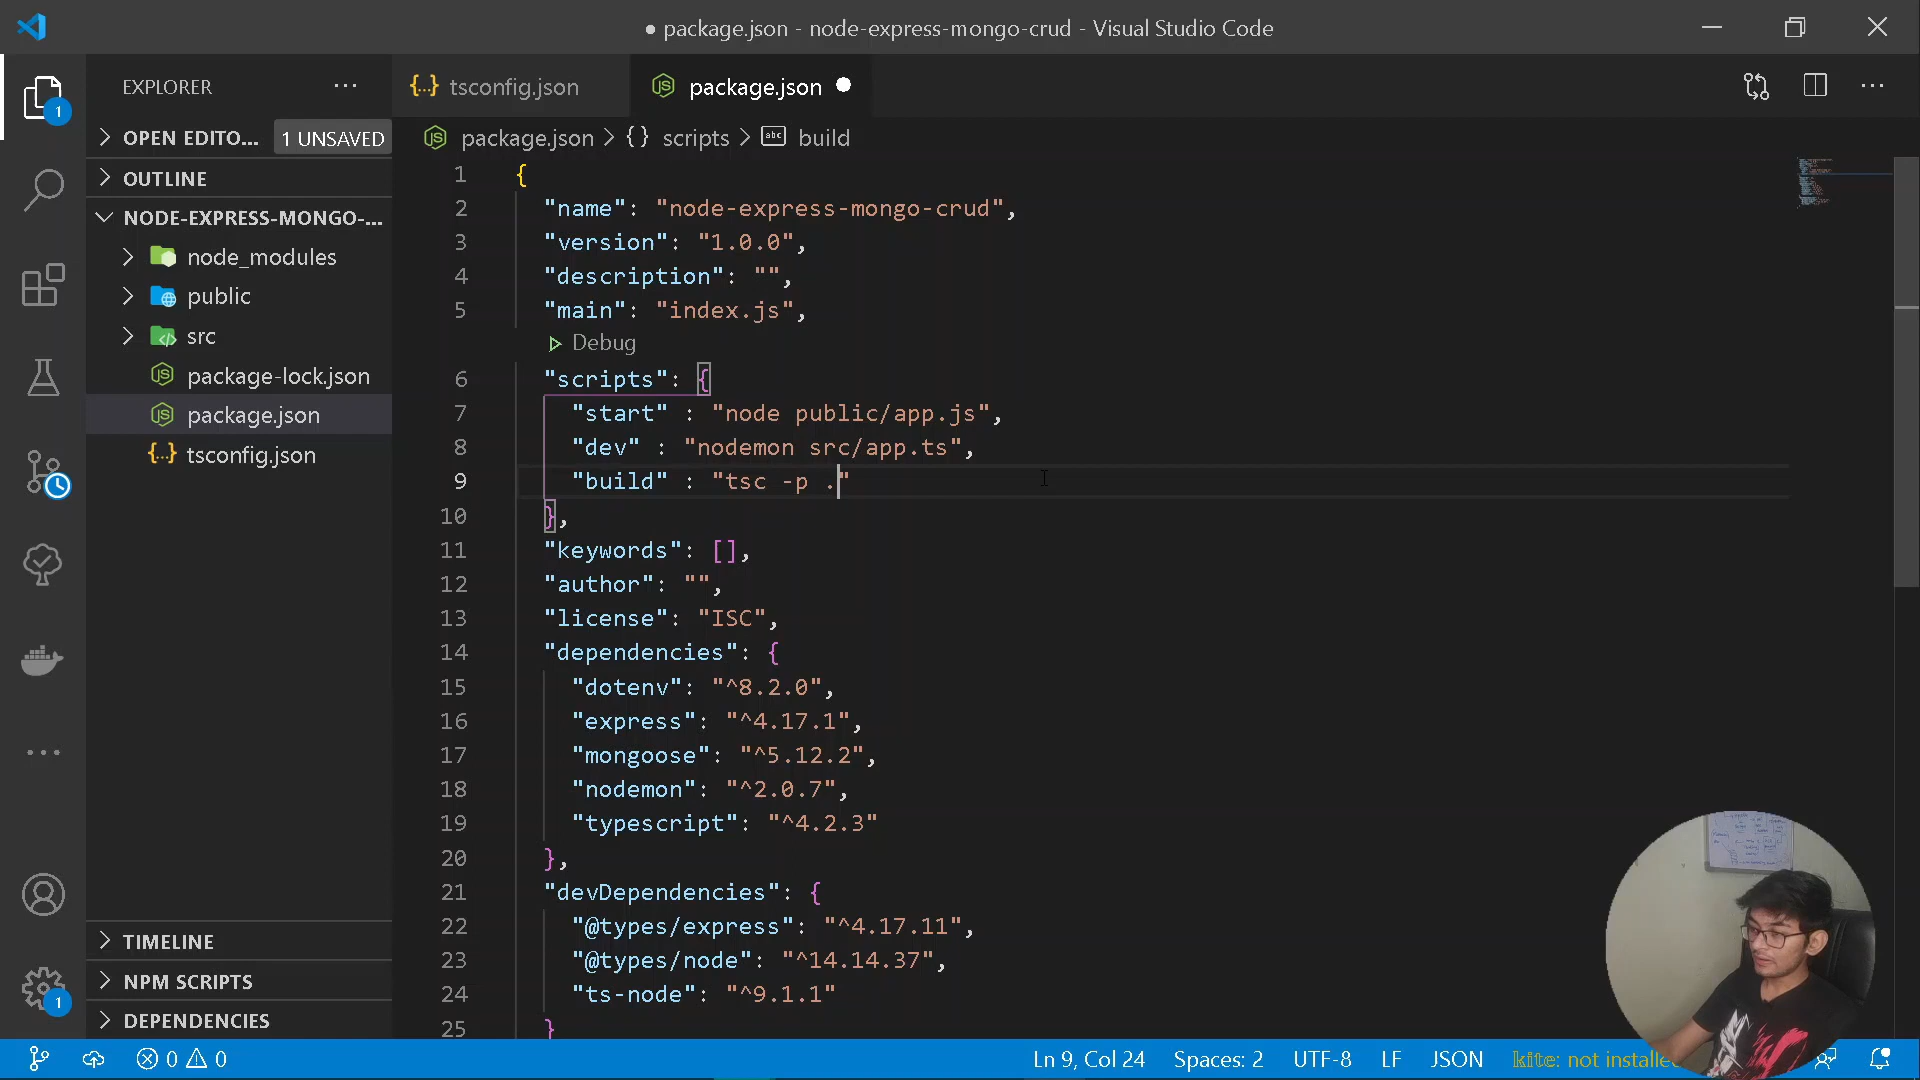 ● package.json - node-express-mongo-crud - Visual Studio Code
EXPLORER
OPEN EDITO... 1 UNSAVED
OUTLINE
NODE-EXPRESS-MONGO-...
node_modules
public
src
package-lock.json
package.json
tsconfig.json
TIMELINE
NPM SCRIPTS
DEPENDENCIES
1
1
{..} tsconfig.json
JS package.json
JS package.json > {} scripts > abc build
1 {
2 "name": "node-express-mongo-crud",
3 "version": "1.0.0",
4 "description": "",
5 "main": "index.js",
Debug
6 "scripts": {
7 "start" : "node public/app.js",
8 "dev" : "nodemon src/app.ts",
9 "build" : "tsc -p ."
10 },
11 "keywords": [],
12 "author": "",
13 "license": "ISC",
14 "dependencies": {
15 "dotenv": "^8.2.0",
16 "express": "^4.17.1",
17 "mongoose": "^5.12.2",
18 "nodemon": "^2.0.7",
19 "typescript": "^4.2.3"
20 },
21 "devDependencies": {
22 "@types/express": "^4.17.11",
23 "@types/node": "^14.14.37",
24 "ts-node": "^9.1.1"
25 }
0 0 Ln 9, Col 24 Spaces: 2 UTF-8 LF JSON kite: not